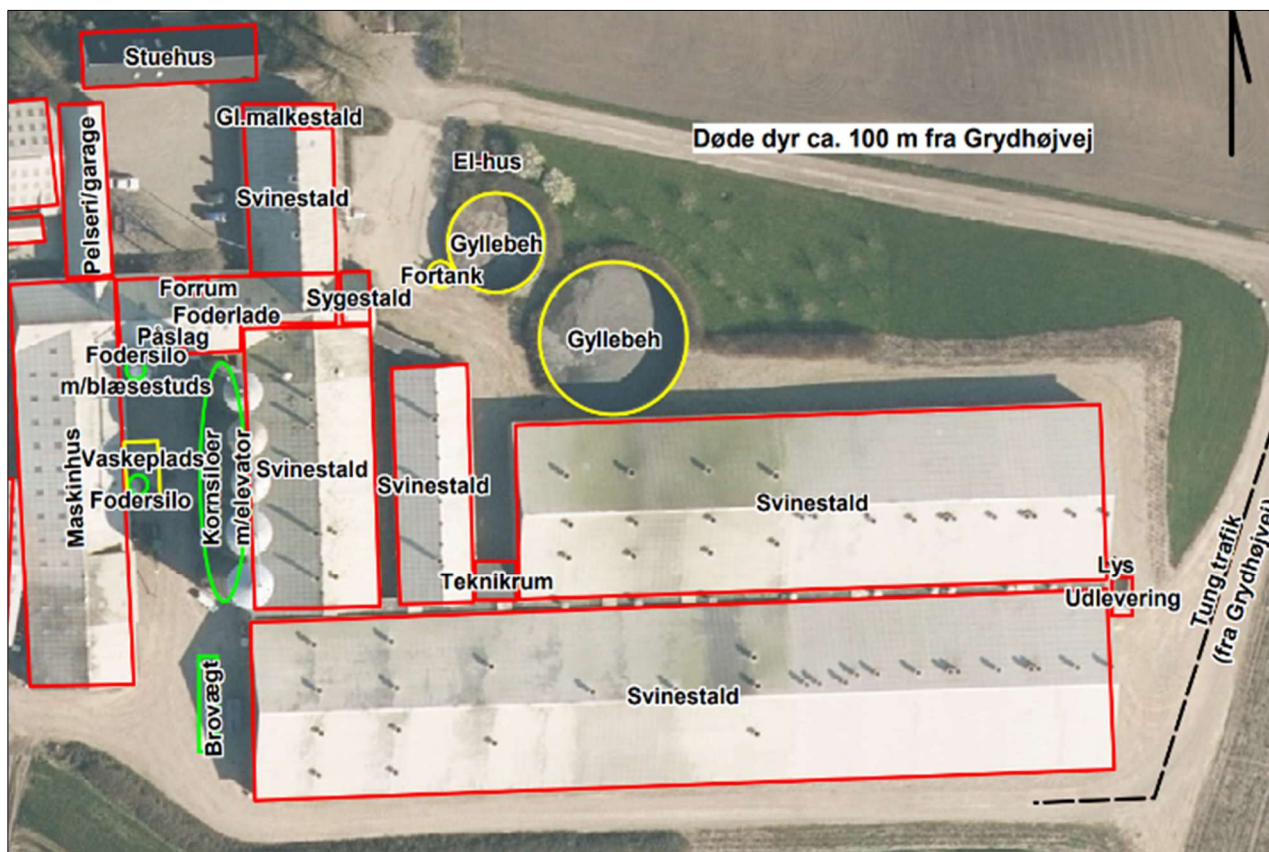 Stuehus
Gl.malkestald
Pelseri/garage
Svinestald
Døde dyr ca. 100 m fra Grydhøjvej
El-hus
Gyllebeh
Fortank
Gyllebeh
Forrum
Foderlade
Sygestald
Påslag
Fodersilo
m/blæsestuds
Maskinhus
Vaskeplads
Fodersilo
Kornsiloer
m/elevator
Svinestald
Svinestald
Svinestald
Teknikrum
Lys
Udlevering
Tung trafik
(fra Grydhøjvej)
Svinestald
Brovægt